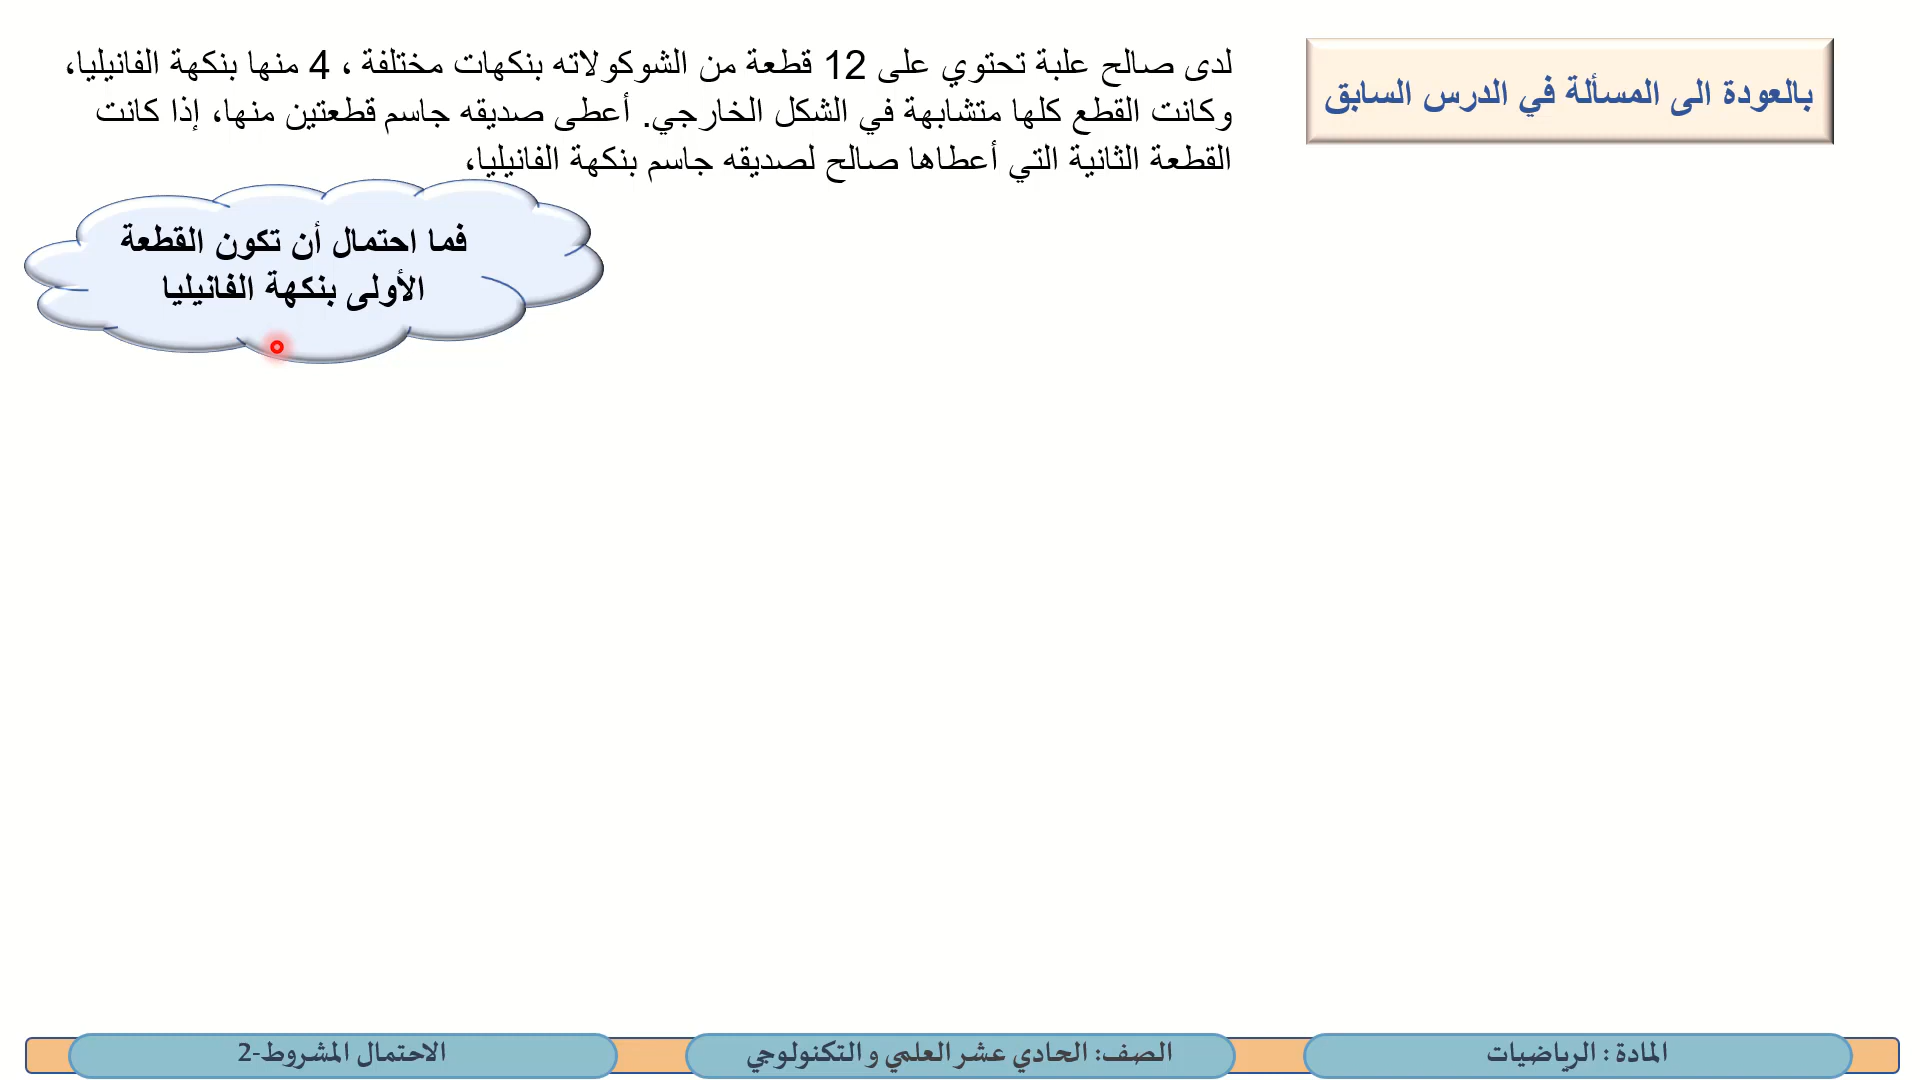 بالعودة الى المسألة في الدرس السابق
لدى صالح علبة تحتوي على 12 قطعة من الشوكولاته بنكهات مختلفة ، 4 منها بنكهة الفانيليا،
وكانت القطع كلها متشابهة في الشكل الخارجي. أعطى صديقه جاسم قطعتين منها، إذا كانت
القطعة الثانية التي أعطاها صالح لصديقه جاسم بنكهة الفانيليا،
فما احتمال أن تكون القطعة
الأولى بنكهة الفانيليا
المادة : الرياضيات
الصف: الحادي عشر العلمي و التكنولوجي
الاحتمال المشروط-2